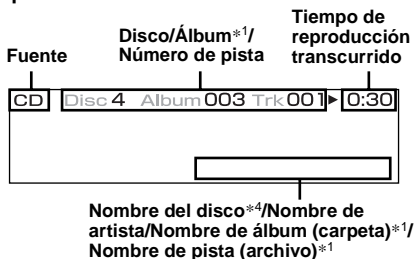 Fuente
Disco/Álbum*1/
Número de pista
Tiempo de
reproducción
transcurrido
CD Disc 4 Album 003 Trk 001 ▶ 0:30
Nombre del disco*4/Nombre de
artista/Nombre de álbum (carpeta)*1/
Nombre de pista (archivo)*1